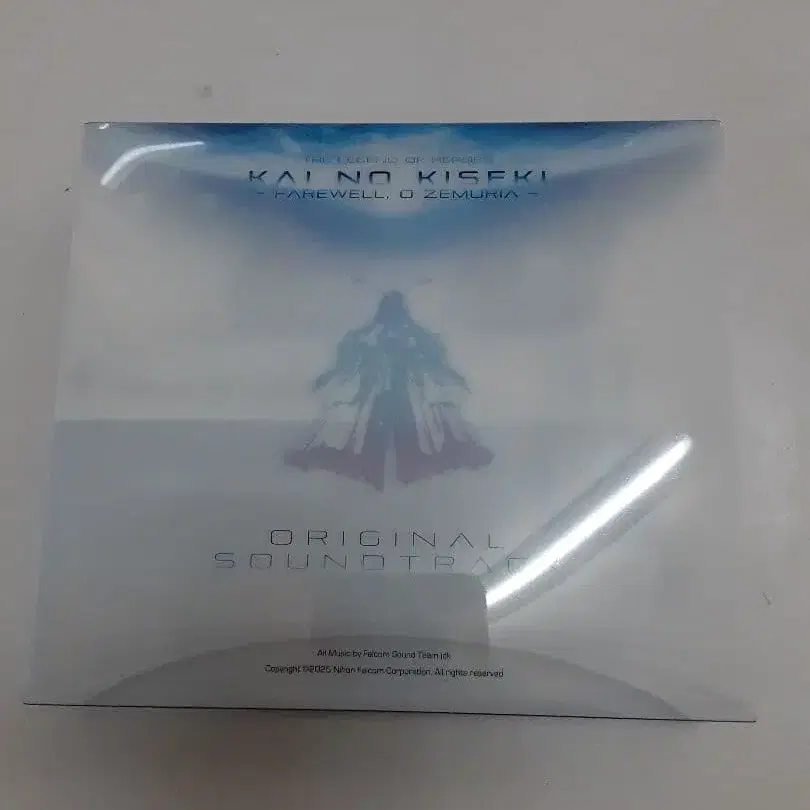 THE LEGEND OF HEROES
KAI NO KISEKI
- FAREWELL, O ZEMURIA -
ORIGINAL
SOUNDTRAC
All Music by Falcom Sound Team jdk
Copyright ©2025 Nihon Falcom Corporation. All rights reserved